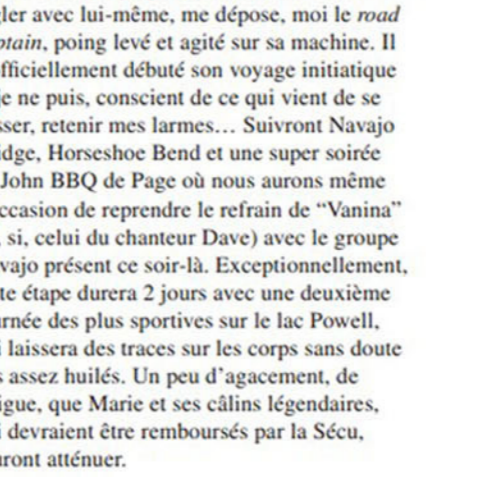 gler avec lui-même, me dépose, moi le road
ptain, poing levé et agité sur sa machine. Il
fficiellement débuté son voyage initiatique
je ne puis, conscient de ce qui vient de se
sser, retenir mes larmes… Suivront Navajo
idge, Horseshoe Bend et une super soirée
John BBQ de Page où nous aurons même
ccasion de reprendre le refrain de “Vanina”
, si, celui du chanteur Dave) avec le groupe
vajo présent ce soir-là. Exceptionnellement,
te étape durera 2 jours avec une deuxième
rnée des plus sportives sur le lac Powell,
i laissera des traces sur les corps sans doute
s assez huilés. Un peu d’agacement, de
igue, que Marie et ses câlins légendaires,
i devraient être remboursés par la Sécu,
uront atténuer.